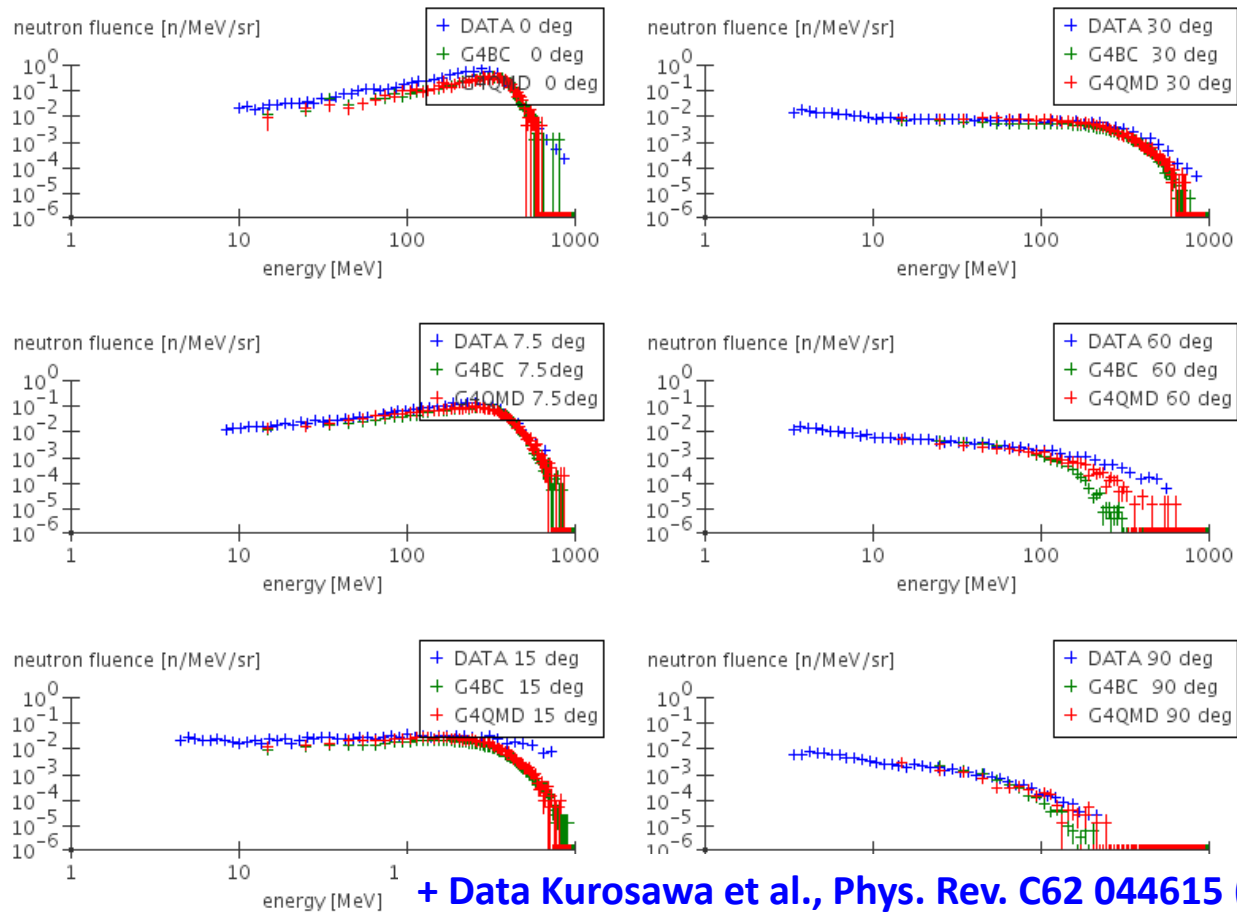 neutron fluence [n/MeV/sr]
+ DATA 0 deg
+ G4BC 0 deg
+ G4QMD 0 deg
10^0
10^-1
10^-2
10^-3
10^-4
10^-5
10^-6
1 10 100 1000
energy [MeV]
neutron fluence [n/MeV/sr]
+ DATA 30 deg
+ G4BC 30 deg
+ G4QMD 30 deg
10^0
10^-1
10^-2
10^-3
10^-4
10^-5
10^-6
1 10 100 1000
energy [MeV]
neutron fluence [n/MeV/sr]
+ DATA 7.5 deg
+ G4BC 7.5deg
+ G4QMD 7.5deg
10^0
10^-1
10^-2
10^-3
10^-4
10^-5
10^-6
1 10 100 1000
energy [MeV]
neutron fluence [n/MeV/sr]
+ DATA 60 deg
+ G4BC 60 deg
+ G4QMD 60 deg
10^0
10^-1
10^-2
10^-3
10^-4
10^-5
10^-6
1 10 100 1000
energy [MeV]
neutron fluence [n/MeV/sr]
+ DATA 15 deg
+ G4BC 15 deg
+ G4QMD 15 deg
10^0
10^-1
10^-2
10^-3
10^-4
10^-5
10^-6
1 10 1
energy [MeV]
neutron fluence [n/MeV/sr]
+ DATA 90 deg
+ G4BC 90 deg
+ G4QMD 90 deg
10^0
10^-1
10^-2
10^-3
10^-4
10^-5
10^-6
+ Data Kurosawa et al., Phys. Rev. C62 044615 (